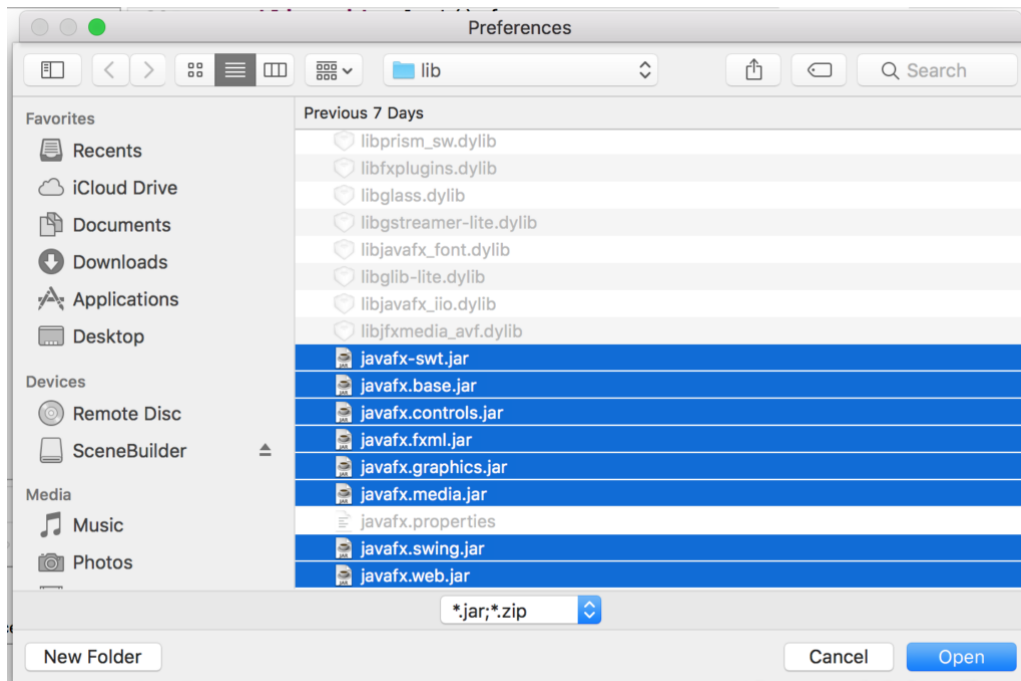 Preferences
lib
Search
Favorites
Recents
iCloud Drive
Documents
Downloads
Applications
Desktop
Devices
Remote Disc
SceneBuilder
Media
Music
Photos
Previous 7 Days
libprism_sw.dylib
libfxplugins.dylib
libglass.dylib
libgstreamer-lite.dylib
libjavafx_font.dylib
libglib-lite.dylib
libjavafx_iio.dylib
libjfxmedia_avf.dylib
javafx-swt.jar
javafx.base.jar
javafx.controls.jar
javafx.fxml.jar
javafx.graphics.jar
javafx.media.jar
javafx.properties
javafx.swing.jar
javafx.web.jar
*.jar;*.zip
New Folder
Cancel
Open